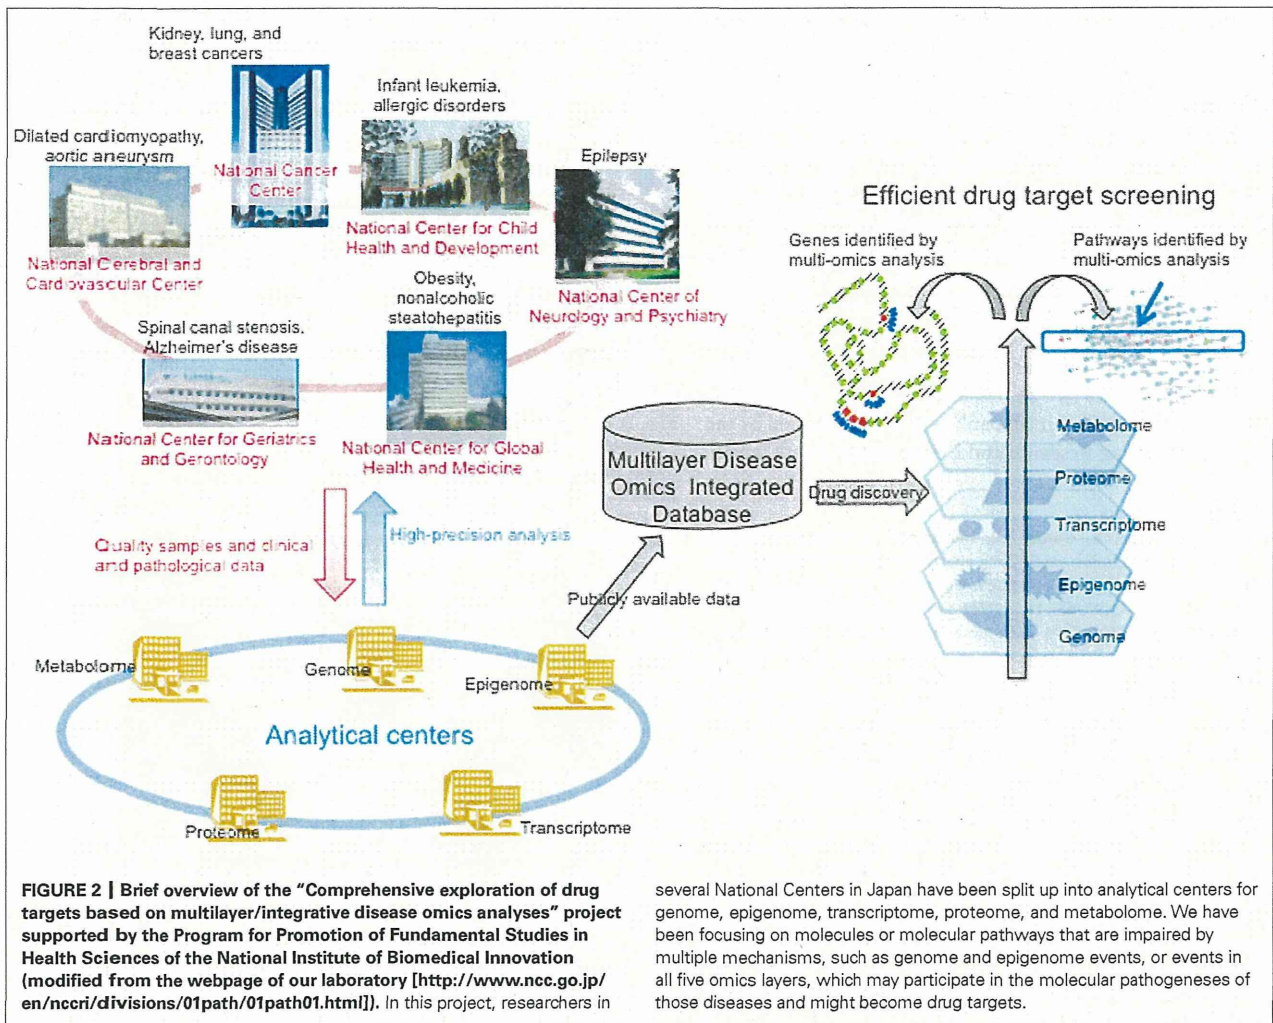 Kidney, lung, and
breast cancers
National Cancer
Center
Infant leukemia,
allergic disorders
National Center for Child
Health and Development
Dilated cardiomyopathy,
aortic aneurysm
National Cerebral and
Cardiovascular Center
Epilepsy
National Center of
Neurology and Psychiatry
Spinal canal stenosis,
Alzheimer's disease
National Center for Geriatrics
and Gerontology
Obesity,
nonalcoholic
steatohepatitis
National Center for Global
Health and Medicine
Quality samples and clinical
and pathological data
High-precision analysis
Metabolome
Genome
Epigenome
Analytical centers
Proteome
Transcriptome
Publicly available data
Multilayer Disease
Omics Integrated
Database
Drug discovery
Efficient drug target screening
Genes identified by
multi-omics analysis
Pathways identified by
multi-omics analysis
Metabolome
Proteome
Transcriptome
Epigenome
Genome
FIGURE 2 | Brief overview of the "Comprehensive exploration of drug
targets based on multilayer/integrative disease omics analyses" project
supported by the Program for Promotion of Fundamental Studies in
Health Sciences of the National Institute of Biomedical Innovation
(modified from the webpage of our laboratory [http://www.ncc.go.jp/
en/nccri/divisions/01path/01path01.html]). In this project, researchers in
several National Centers in Japan have been split up into analytical centers for
genome, epigenome, transcriptome, proteome, and metabolome. We have
been focusing on molecules or molecular pathways that are impaired by
multiple mechanisms, such as genome and epigenome events, or events in
all five omics layers, which may participate in the molecular pathogeneses of
those diseases and might become drug targets.